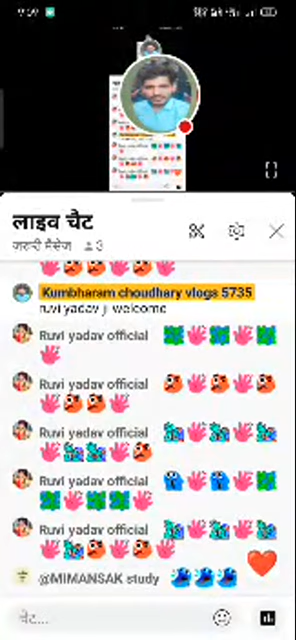 लाइव चैट
ज़रूरी मैसेज 3
Kumbharam choudhary vlogs 5735
ruvi yadav ji welcome
Ruvi yadav official
Ruvi yadav official
Ruvi yadav official
Ruvi yadav official
Ruvi yadav official
@MIMANSAK study
चैट...